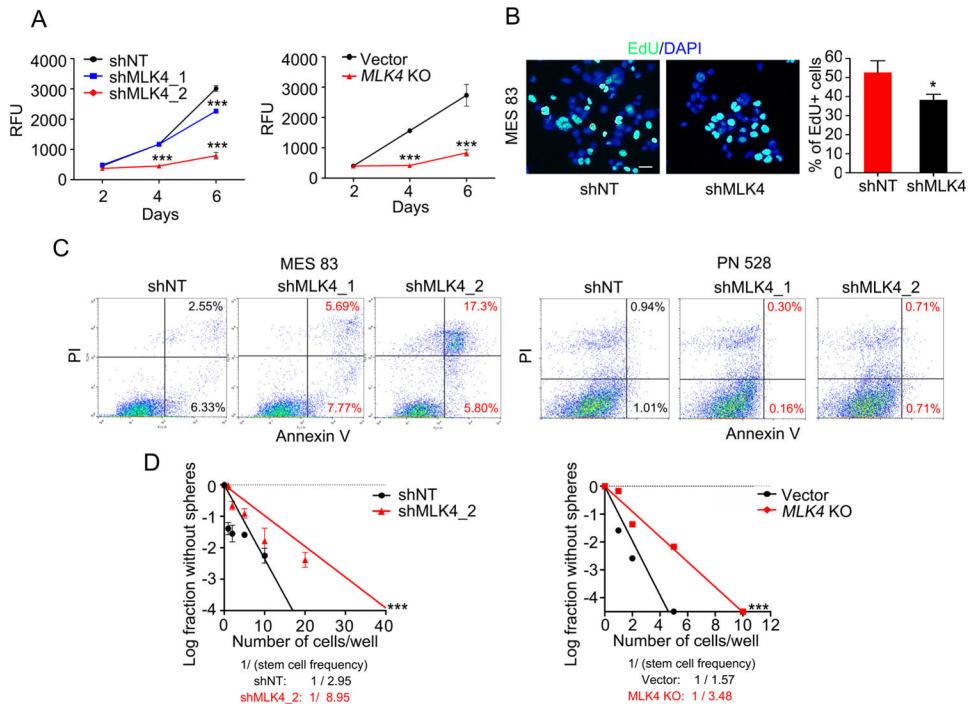 A
shNT
shMLK4_1
shMLK4_2
RFU
4000
3000
2000
1000
0
***
***
***
2 4 6
Days
Vector
MLK4 KO
RFU
4000
3000
2000
1000
0
***
***
2 4 6
Days
B
EdU/DAPI
MES 83
shNT
shMLK4
% of EdU+ cells
60
50
40
30
20
10
0
*
shNT shMLK4
C
MES 83
shNT
shMLK4_1
shMLK4_2
PI
2.55%
5.69%
17.3%
6.33%
7.77%
5.80%
Annexin V
PN 528
shNT
shMLK4_1
shMLK4_2
PI
0.94%
0.30%
0.71%
1.01%
0.16%
0.71%
Annexin V
D
Log fraction without spheres
0
-1
-2
-3
-4
shNT
shMLK4_2
***
0 10 20 30 40
Number of cells/well
1/ (stem cell frequency)
shNT: 1 / 2.95
shMLK4_2: 1/ 8.95
Log fraction without spheres
0
-1
-2
-3
-4
Vector
MLK4 KO
***
0 2 4 6 8 10 12
Number of cells/well
1/ (stem cell frequency)
Vector: 1 / 1.57
MLK4 KO: 1 / 3.48